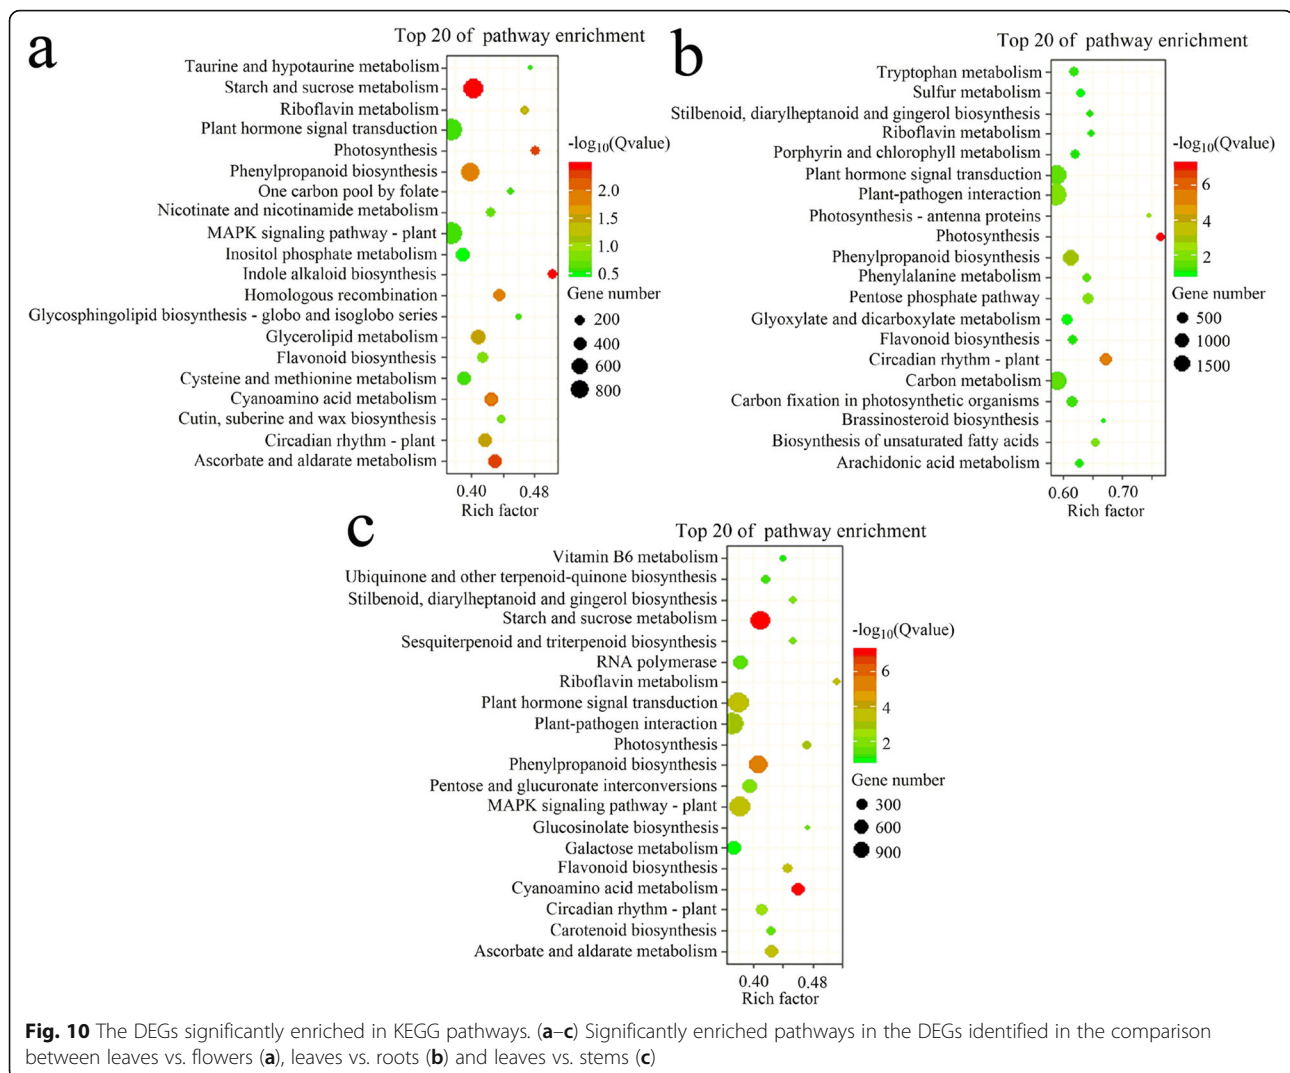 a
Top 20 of pathway enrichment
Taurine and hypotaurine metabolism
Starch and sucrose metabolism
Riboflavin metabolism
Plant hormone signal transduction
Photosynthesis
Phenylpropanoid biosynthesis
One carbon pool by folate
Nicotinate and nicotinamide metabolism
MAPK signaling pathway - plant
Inositol phosphate metabolism
Indole alkaloid biosynthesis
Homologous recombination
Glycosphingolipid biosynthesis - globo and isoglobo series
Glycerolipid metabolism
Flavonoid biosynthesis
Cysteine and methionine metabolism
Cyanoamino acid metabolism
Cutin, suberine and wax biosynthesis
Circadian rhythm - plant
Ascorbate and aldarate metabolism
0.40 0.48
Rich factor
-log10(Qvalue)
2.0
1.5
1.0
0.5
Gene number
200
400
600
800
b
Top 20 of pathway enrichment
Tryptophan metabolism
Sulfur metabolism
Stilbenoid, diarylheptanoid and gingerol biosynthesis
Riboflavin metabolism
Porphyrin and chlorophyll metabolism
Plant hormone signal transduction
Plant-pathogen interaction
Photosynthesis - antenna proteins
Photosynthesis
Phenylpropanoid biosynthesis
Phenylalanine metabolism
Pentose phosphate pathway
Glyoxylate and dicarboxylate metabolism
Flavonoid biosynthesis
Circadian rhythm - plant
Carbon metabolism
Carbon fixation in photosynthetic organisms
Brassinosteroid biosynthesis
Biosynthesis of unsaturated fatty acids
Arachidonic acid metabolism
0.60 0.70
Rich factor
-log10(Qvalue)
6
4
2
Gene number
500
1000
1500
c
Top 20 of pathway enrichment
Vitamin B6 metabolism
Ubiquinone and other terpenoid-quinone biosynthesis
Stilbenoid, diarylheptanoid and gingerol biosynthesis
Starch and sucrose metabolism
Sesquiterpenoid and triterpenoid biosynthesis
RNA polymerase
Riboflavin metabolism
Plant hormone signal transduction
Plant-pathogen interaction
Photosynthesis
Phenylpropanoid biosynthesis
Pentose and glucuronate interconversions
MAPK signaling pathway - plant
Glucosinolate biosynthesis
Galactose metabolism
Flavonoid biosynthesis
Cyanoamino acid metabolism
Circadian rhythm - plant
Carotenoid biosynthesis
Ascorbate and aldarate metabolism
0.40 0.48
Rich factor
-log10(Qvalue)
6
4
2
Gene number
300
600
900
Fig. 10 The DEGs significantly enriched in KEGG pathways. (a–c) Significantly enriched pathways in the DEGs identified in the comparison
between leaves vs. flowers (a), leaves vs. roots (b) and leaves vs. stems (c)